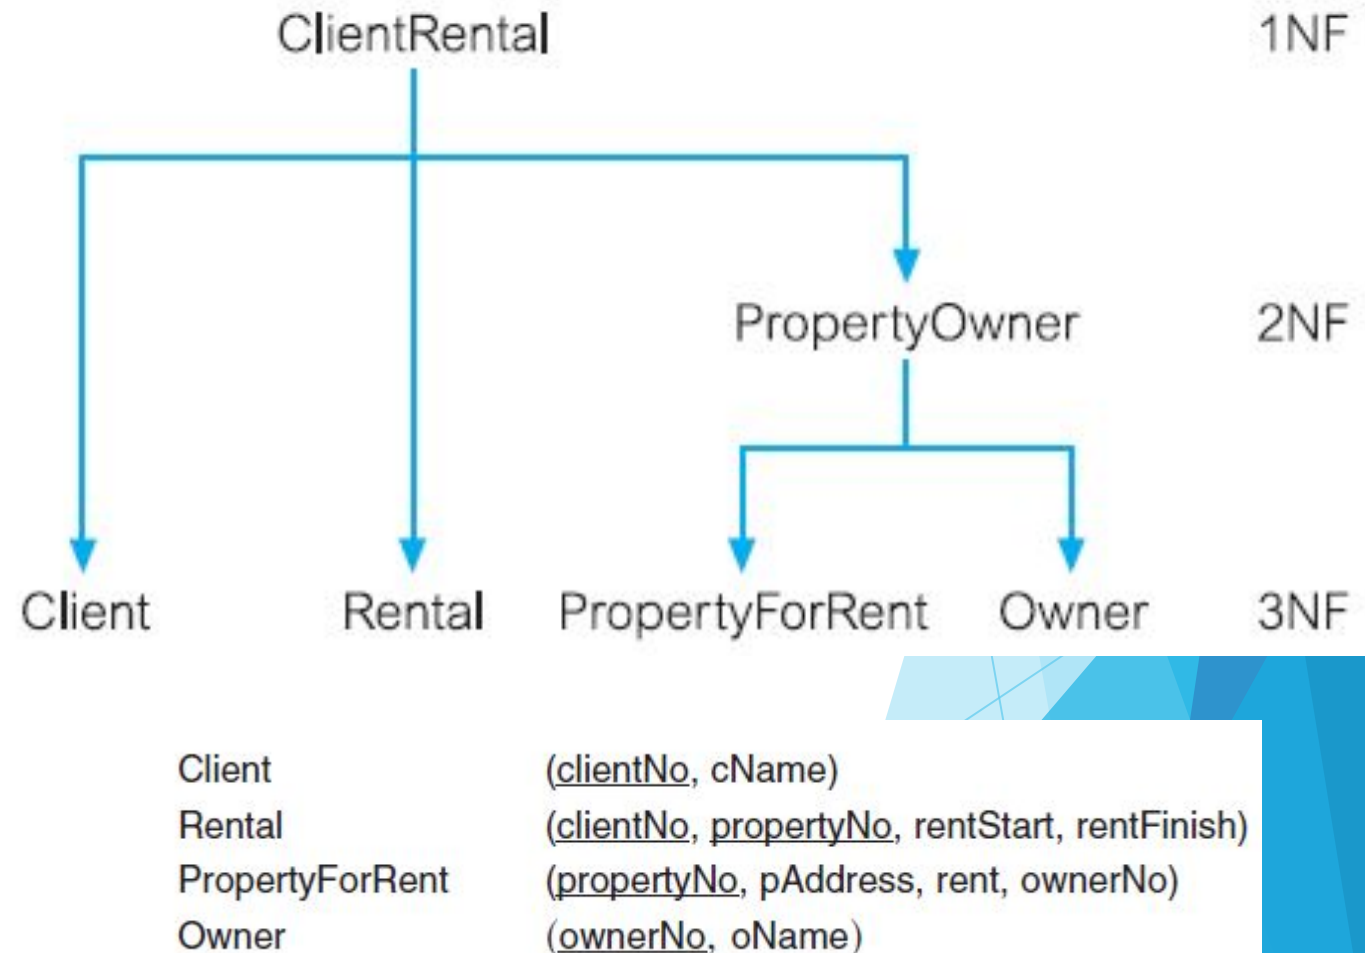 ClientRental 1NF
PropertyOwner 2NF
Client Rental PropertyForRent Owner 3NF
Client (clientNo, cName)
Rental (clientNo, propertyNo, rentStart, rentFinish)
PropertyForRent (propertyNo, pAddress, rent, ownerNo)
Owner (ownerNo, oName)